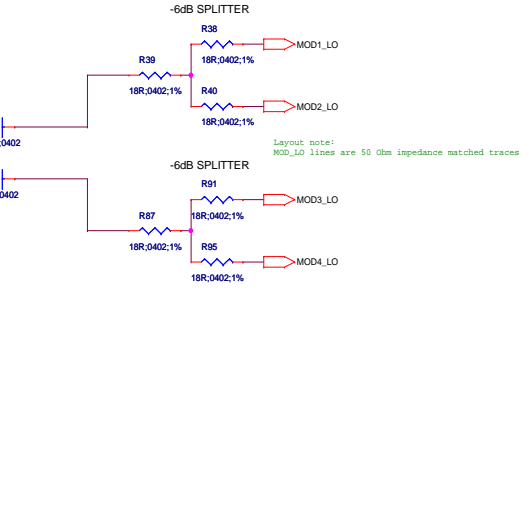 -6dB SPLITTER
R38
MOD1_LO
R39
18R;0402;1%
18R;0402;1%
R40
MOD2_LO
18R;0402;1%
;0402
Layout note:
MOD_LO lines are 50 Ohm impedance matched traces
-6dB SPLITTER
R91
0402
MOD3_LO
R87
18R;0402;1%
18R;0402;1%
R95
MOD4_LO
18R;0402;1%